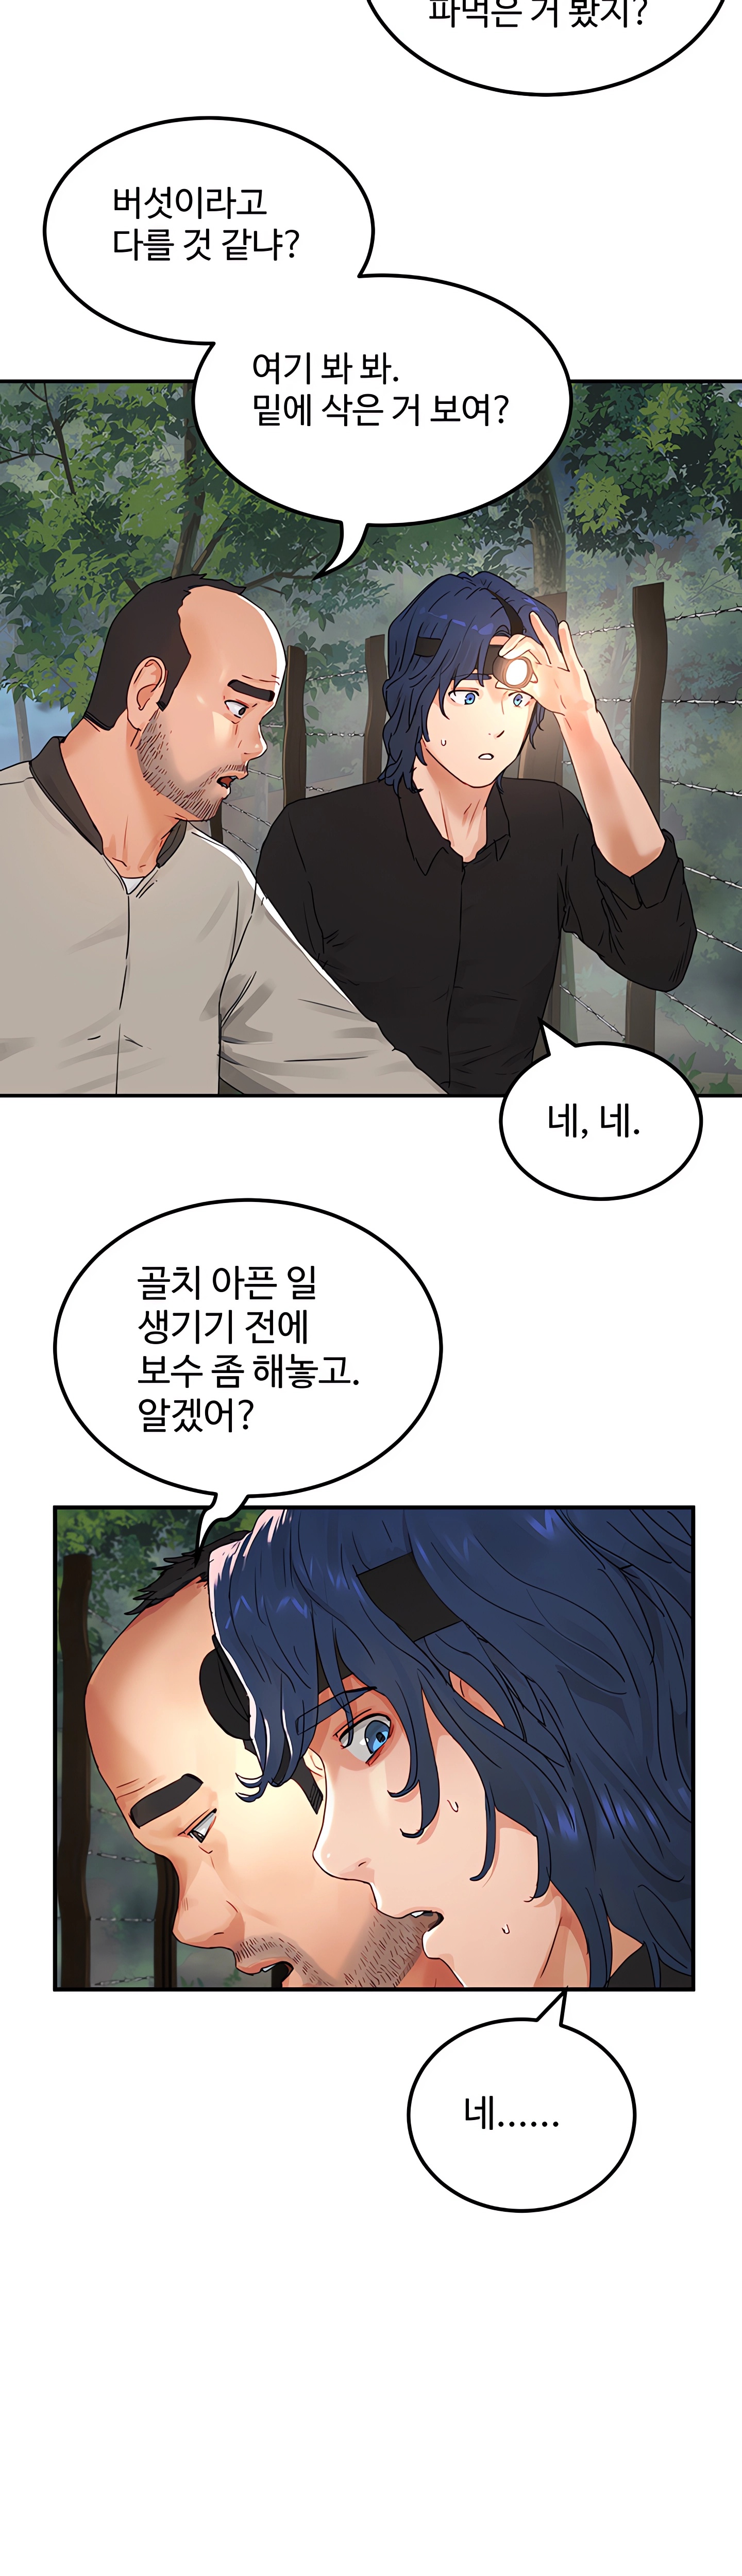 파먹은 거 봤지?
버섯이라고
다를 것 같냐?
여기 봐 봐.
밑에 삭은 거 보여?
네, 네.
골치 아픈 일
생기기 전에
보수 좀 해놓고.
알겠어?
네......